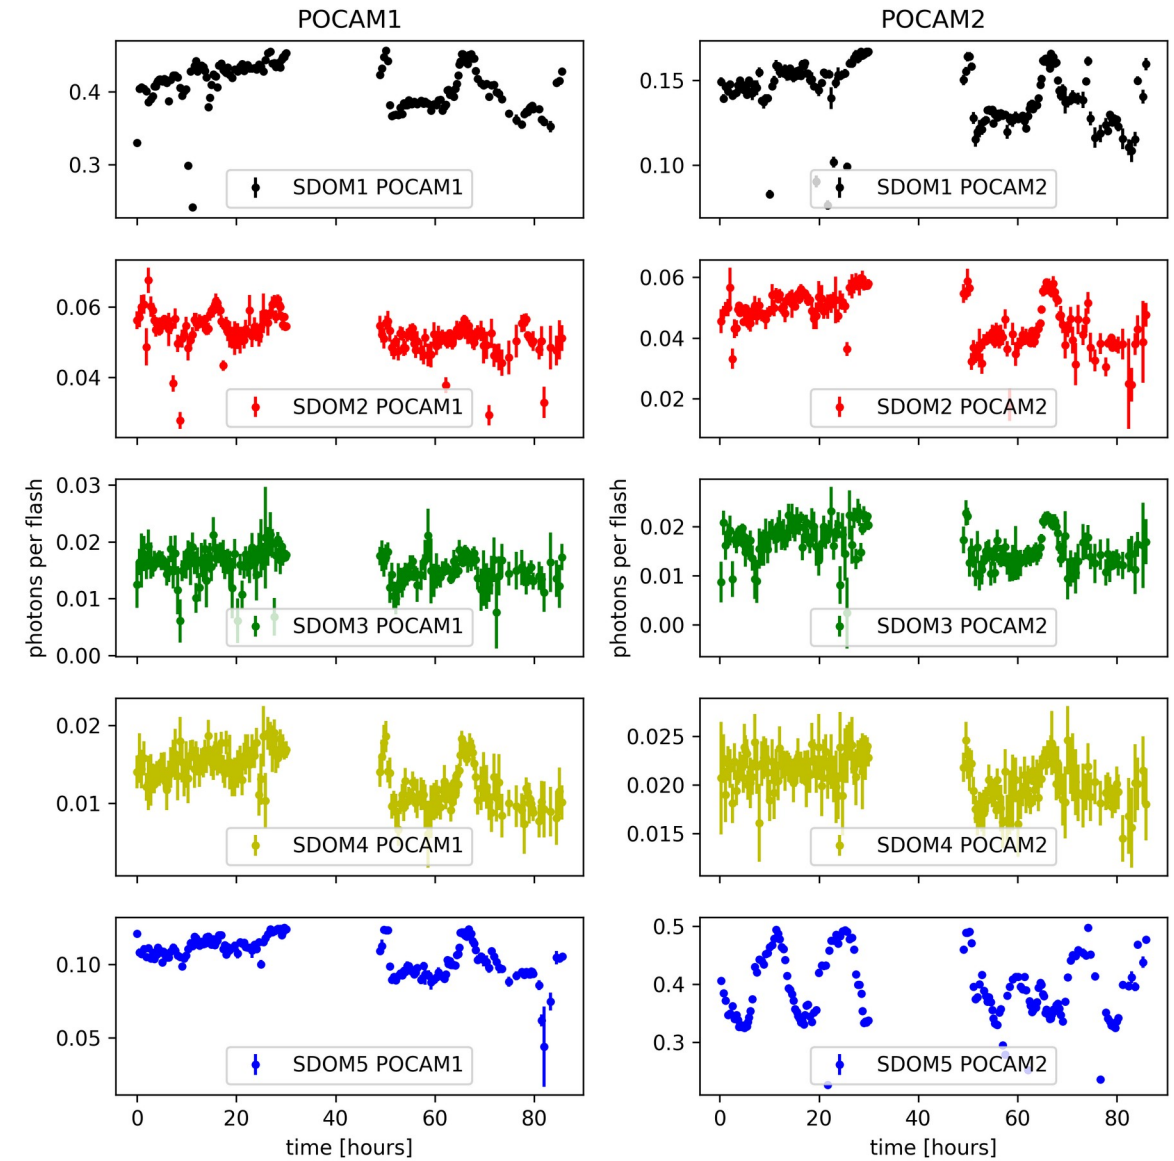 POCAM1
POCAM2
0.4
0.3
SDOM1 POCAM1
0.15
0.10
SDOM1 POCAM2
0.06
0.04
SDOM2 POCAM1
0.06
0.04
0.02
SDOM2 POCAM2
photons per flash
0.03
0.02
0.01
0.00
SDOM3 POCAM1
photons per flash
0.02
0.01
0.00
SDOM3 POCAM2
0.02
0.01
SDOM4 POCAM1
0.025
0.020
0.015
SDOM4 POCAM2
0.10
0.05
SDOM5 POCAM1
0 20 40 60 80
time [hours]
0.5
0.4
0.3
SDOM5 POCAM2
0 20 40 60 80
time [hours]